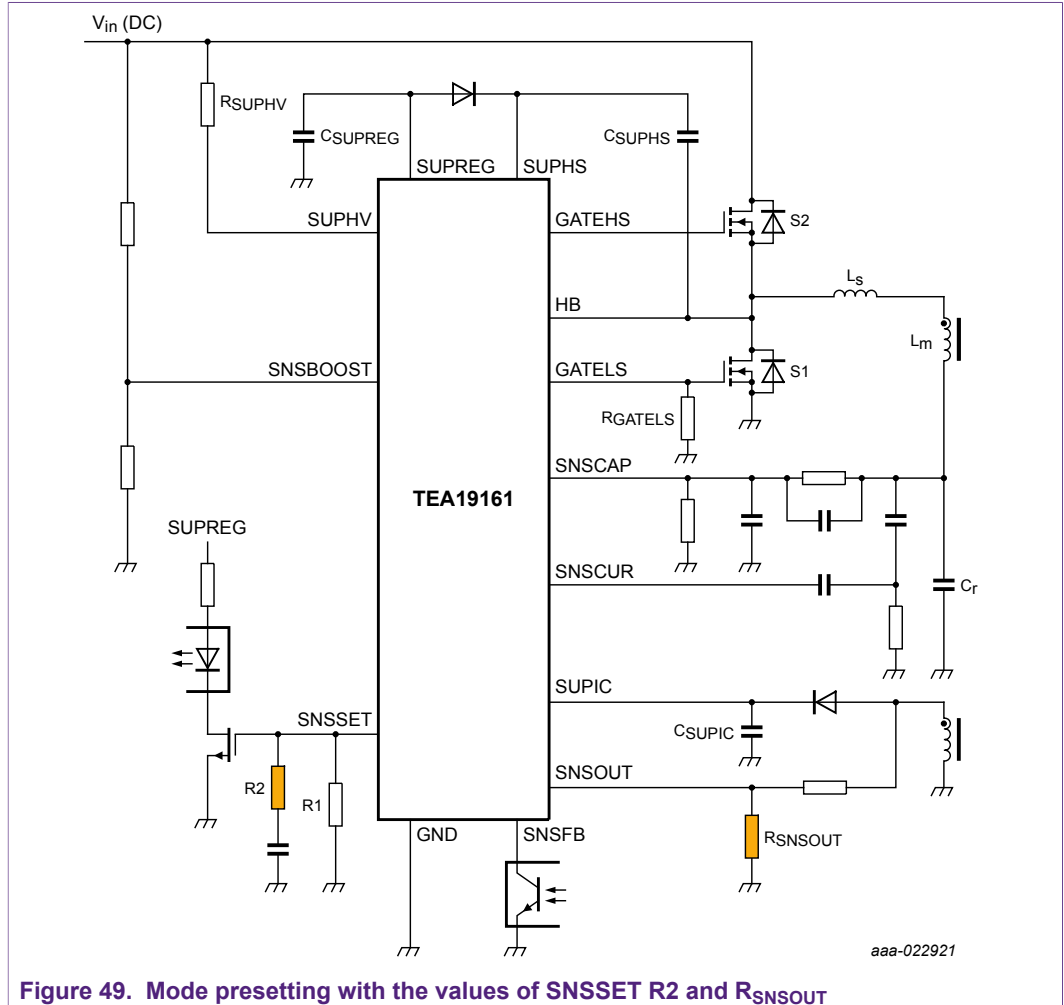 Vin (DC)
RSUPHV
CSUPREG
CSUPHS
SUPREG
SUPHS
SUPHV
GATEHS
S2
Ls
HB
Lm
SNSBOOST
GATELS
S1
RGATELS
SNSCAP
TEA19161
SUPREG
SNSCUR
Cr
SUPIC
CSUPIC
SNSSET
SNSOUT
R2
R1
RSNSOUT
GND
SNSFB
aaa-022921
Figure 49. Mode presetting with the values of SNSSET R2 and RSNSOUT